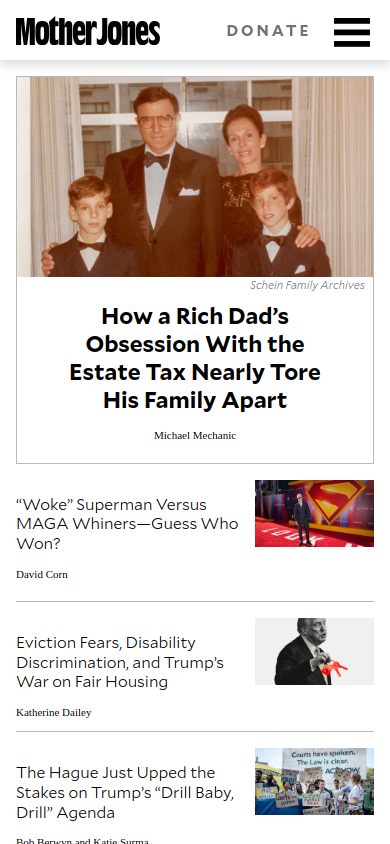 Mother Jones
DONATE
Schein Family Archives
How a Rich Dad’s
Obsession With the
Estate Tax Nearly Tore
His Family Apart
Michael Mechanic
“Woke” Superman Versus
MAGA Whiners—Guess Who
Won?
David Corn
LOOK
Eviction Fears, Disability
Discrimination, and Trump’s
War on Fair Housing
Katherine Dailey
The Hague Just Upped the
Stakes on Trump’s “Drill Baby,
Drill” Agenda
Courts have spoken.
The Law is clear.
ACT NOW.
Bob Berwyn and Katie Surma